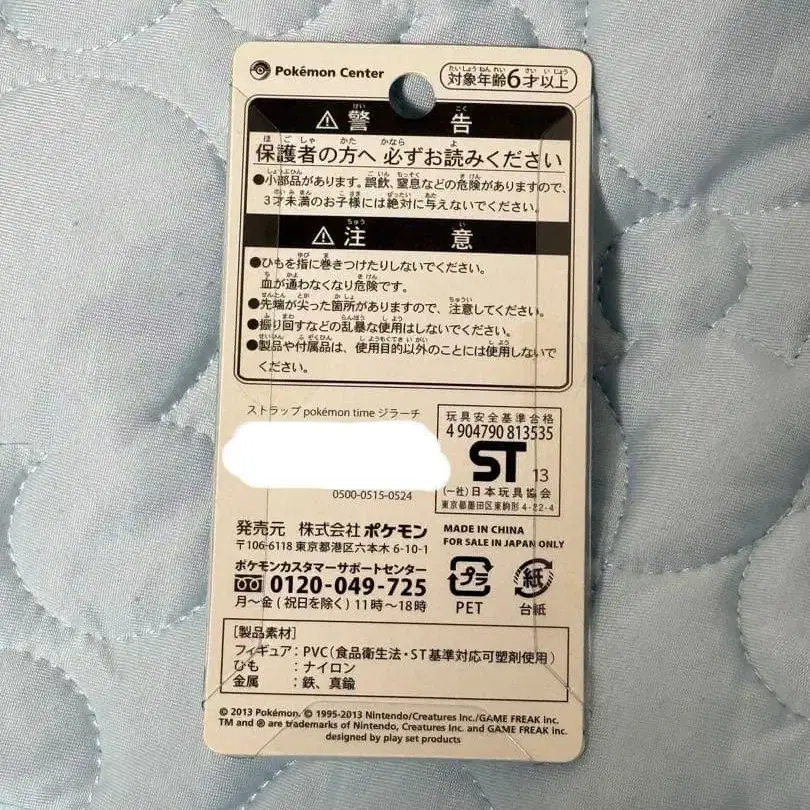 Pokémon Center
対象年齢6才以上
⚠警告
保護者の方へ 必ずお読みください
●小部品があります。誤飲、窒息などの危険がありますので、
3才未満のお子様には絶対に与えないでください。
⚠注意
●ひもを指に巻きつけたりしないでください。
血が通わなくなり危険です。
●先端が尖った箇所がありますので、注意してください。
●振り回すなどの乱暴な使用はしないでください。
●製品や付属品は、使用目的以外のことには使用しないで
ください。
ストラップ pokémon time ジラーチ
0500-0515-0524
玩具安全基準合格
4 904790 813535
ST 13
(一社)日本玩具協会
東京都墨田区東駒形 4-22-4
発売元 株式会社ポケモン
〒106-6118 東京都港区六本木 6-10-1
ポケモンカスタマーサポートセンター
0120-049-725
月〜金(祝日を除く)11時〜18時
MADE IN CHINA
FOR SALE IN JAPAN ONLY
プラ
PET
紙
台紙
[製品素材]
フィギュア:PVC(食品衛生法・ST基準対応可塑剤使用)
ひも :ナイロン
金属 :鉄、真鍮
© 2013 Pokémon. © 1995-2013 Nintendo/Creatures Inc./GAME FREAK inc.
TM and ® are trademarks of Nintendo, Creatures Inc. and GAME FREAK inc.
designed by play set products